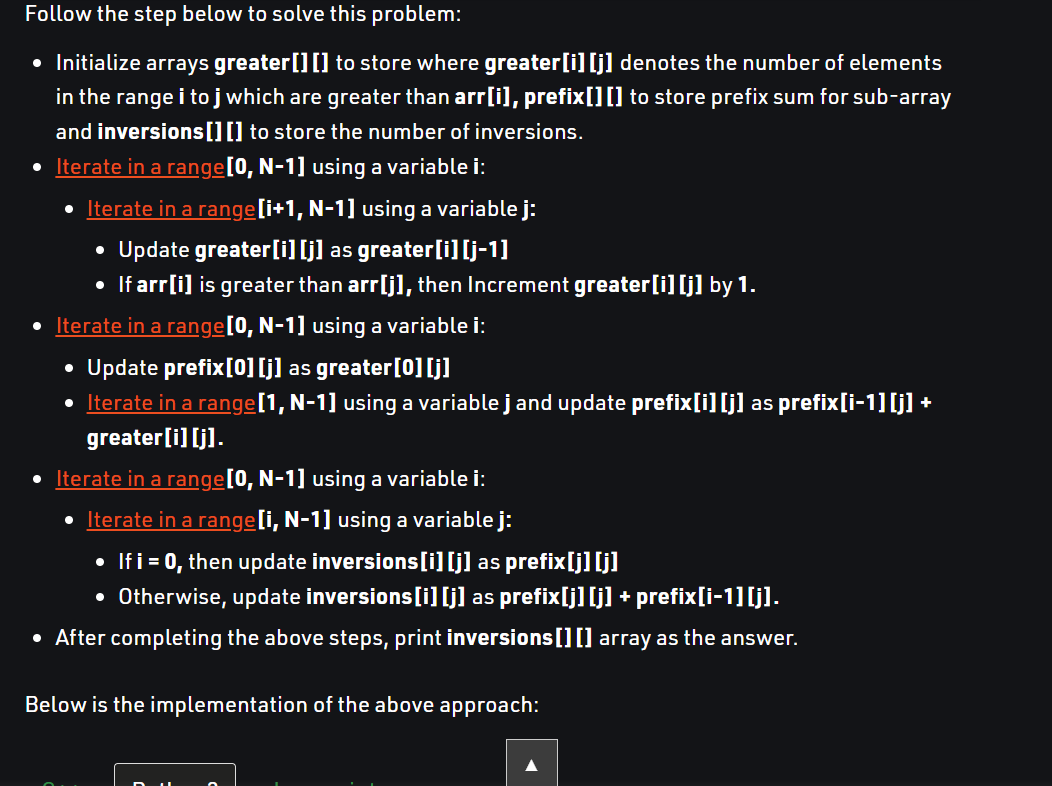 Follow the step below to solve this problem:
Initialize arrays greater[][] to store where greater[i][j] denotes the number of elements
in the range i to j which are greater than arr[i], prefix[][] to store prefix sum for sub-array
and inversions[][] to store the number of inversions.
Iterate in a range[0, N-1] using a variable i:
Iterate in a range[i+1, N-1] using a variable j:
Update greater[i][j] as greater[i][j-1]
If arr[i] is greater than arr[j], then Increment greater[i][j] by 1.
Iterate in a range[0, N-1] using a variable i:
Update prefix[0][j] as greater[0][j]
Iterate in a range[1, N-1] using a variable j and update prefix[i][j] as prefix[i-1][j] +
greater[i][j].
Iterate in a range[0, N-1] using a variable i:
Iterate in a range[i, N-1] using a variable j:
If i = 0, then update inversions[i][j] as prefix[j][j]
Otherwise, update inversions[i][j] as prefix[j][j] + prefix[i-1][j].
After completing the above steps, print inversions[][] array as the answer.
Below is the implementation of the above approach: